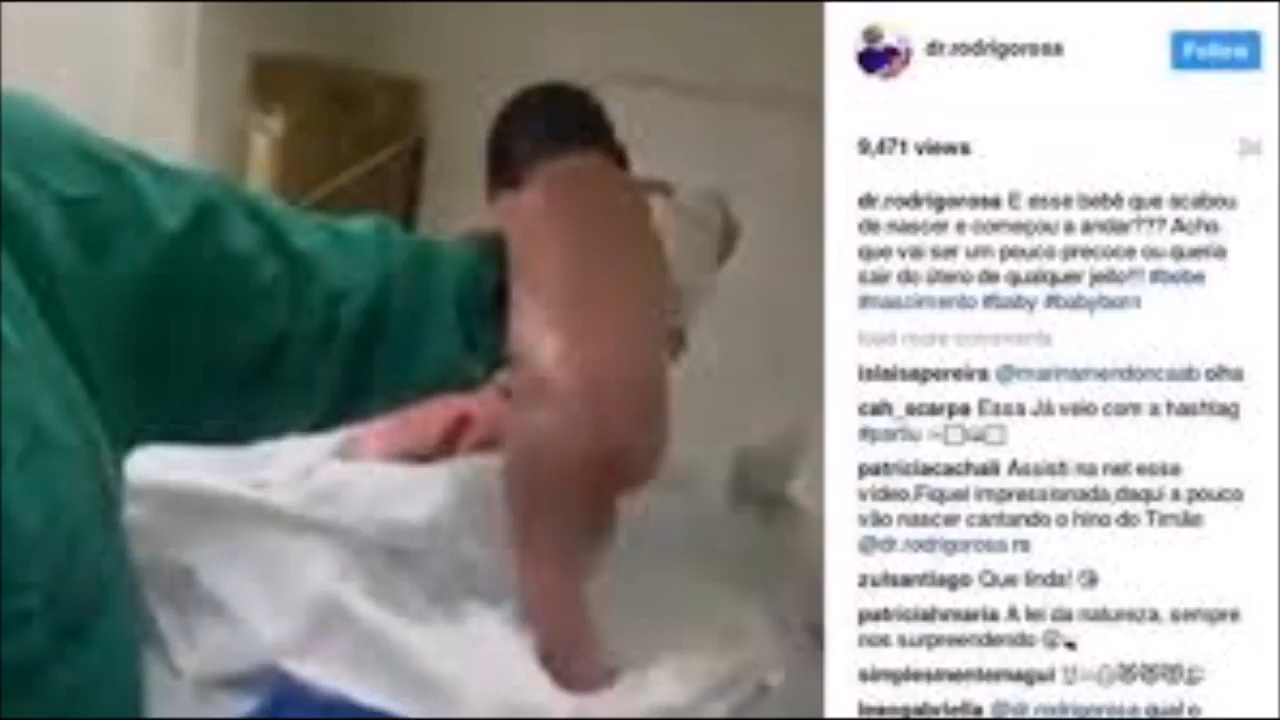 dr.rodrigorosa
Follow
9,471 views
dr.rodrigorosa E esse bebê que acabou
de nascer e começou a andar??? Acho
que vai ser um pouco precoce ou queria
sair do útero de qualquer jeito!!! #bebe
#nascimento #baby #babyborn
load more comments
islaisapereira @marinamendoncaab olha
cah_scarpa Essa Já veio com a hashtag
#partiu
patriciacachali Assisti na net esse
vídeo.Fiquei impressionada,daqui a pouco
vão nascer cantando o hino do Timão
@dr.rodrigorosa rs
zulsantiago Que linda!
patriciahmaria A lei da natureza, sempre
nos surpreendendo
simplesmentemagui
@dr.rodrigorosa qual o